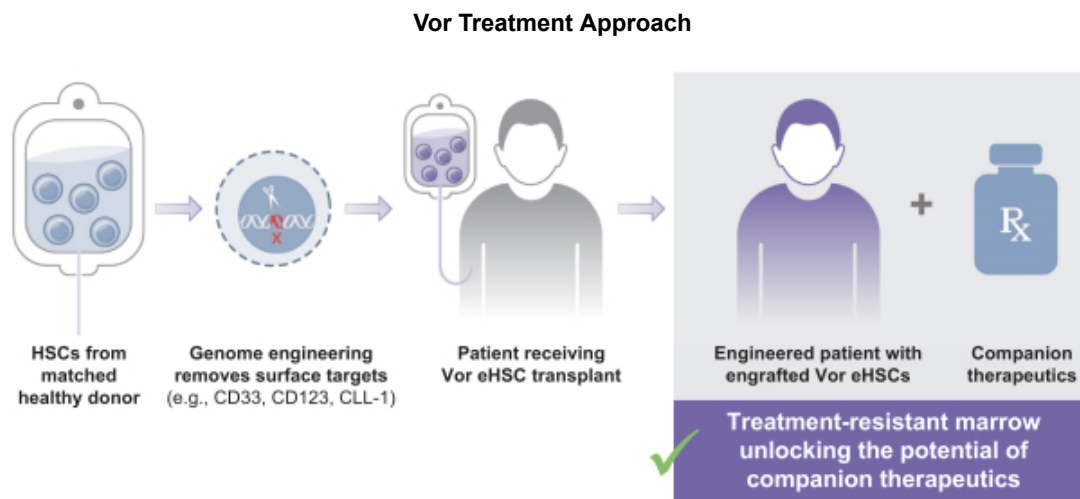 Vor Treatment Approach
HSCs from
matched
healthy donor
Genome engineering
removes surface targets
(e.g., CD33, CD123, CLL-1)
X
Patient receiving
Vor eHSC transplant
Engineered patient with
engrafted Vor eHSCs
+
Rx
Companion
therapeutics
Treatment-resistant marrow
unlocking the potential of
companion therapeutics